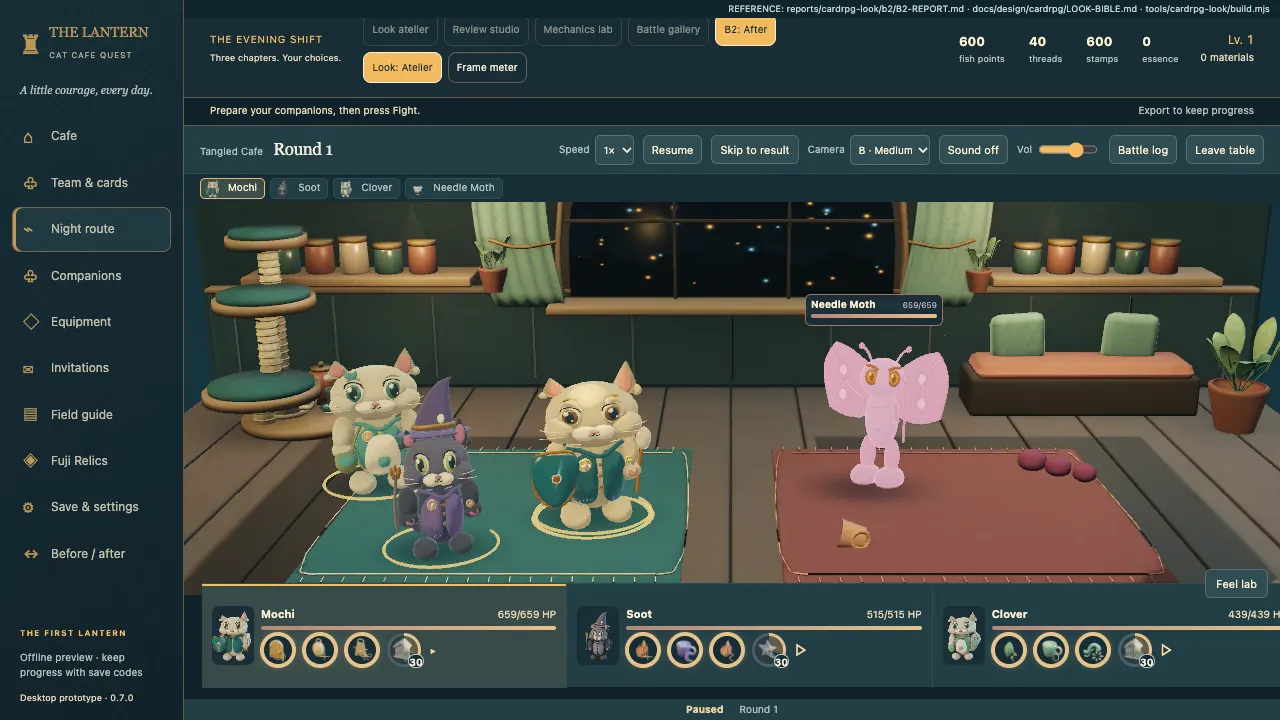 REFERENCE: reports/cardrpg-look/b2/B2-REPORT.md · docs/design/cardrpg/LOOK-BIBLE.md · tools/cardrpg-look/build.mjs
THE LANTERN
CAT CAFE QUEST
A little courage, every day.
Cafe
Team & cards
Night route
Companions
Equipment
Invitations
Field guide
Fuji Relics
Save & settings
Before / after
THE FIRST LANTERN
Offline preview · keep
progress with save codes
Desktop prototype · 0.7.0
THE EVENING SHIFT
Three chapters. Your choices.
Look atelier
Review studio
Mechanics lab
Battle gallery
B2: After
Look: Atelier
Frame meter
600
fish points
40
threads
600
stamps
0
essence
Lv. 1
0 materials
Prepare your companions, then press Fight.
Export to keep progress
Tangled Cafe
Round 1
Speed
1×
Resume
Skip to result
Camera
B · Medium
Sound off
Vol
Battle log
Leave table
Mochi
Soot
Clover
Needle Moth
Needle Moth
659/659
Feel lab
Mochi
659/659 HP
30
Soot
515/515 HP
30
Clover
439/439 H
30
Paused
Round 1